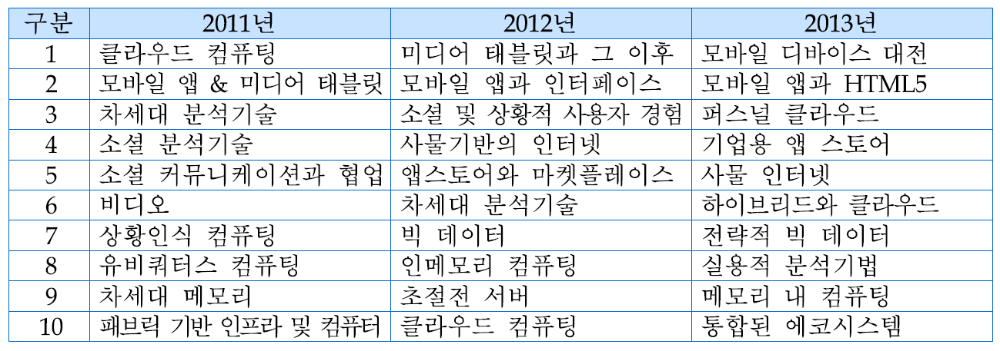 구분 2011년 2012년 2013년
1 클라우드 컴퓨팅 미디어 태블릿과 그 이후 모바일 디바이스 대전
2 모바일 앱 & 미디어 태블릿 모바일 앱과 인터페이스 모바일 앱과 HTML5
3 차세대 분석기술 소셜 및 상황적 사용자 경험 퍼스널 클라우드
4 소셜 분석기술 사물기반의 인터넷 기업용 앱 스토어
5 소셜 커뮤니케이션과 협업 앱스토어와 마켓플레이스 사물 인터넷
6 비디오 차세대 분석기술 하이브리드와 클라우드
7 상황인식 컴퓨팅 빅 데이터 전략적 빅 데이터
8 유비쿼터스 컴퓨팅 인메모리 컴퓨팅 실용적 분석기법
9 차세대 메모리 초절전 서버 메모리 내 컴퓨팅
10 패브릭 기반 인프라 및 컴퓨터 클라우드 컴퓨팅 통합된 에코시스템